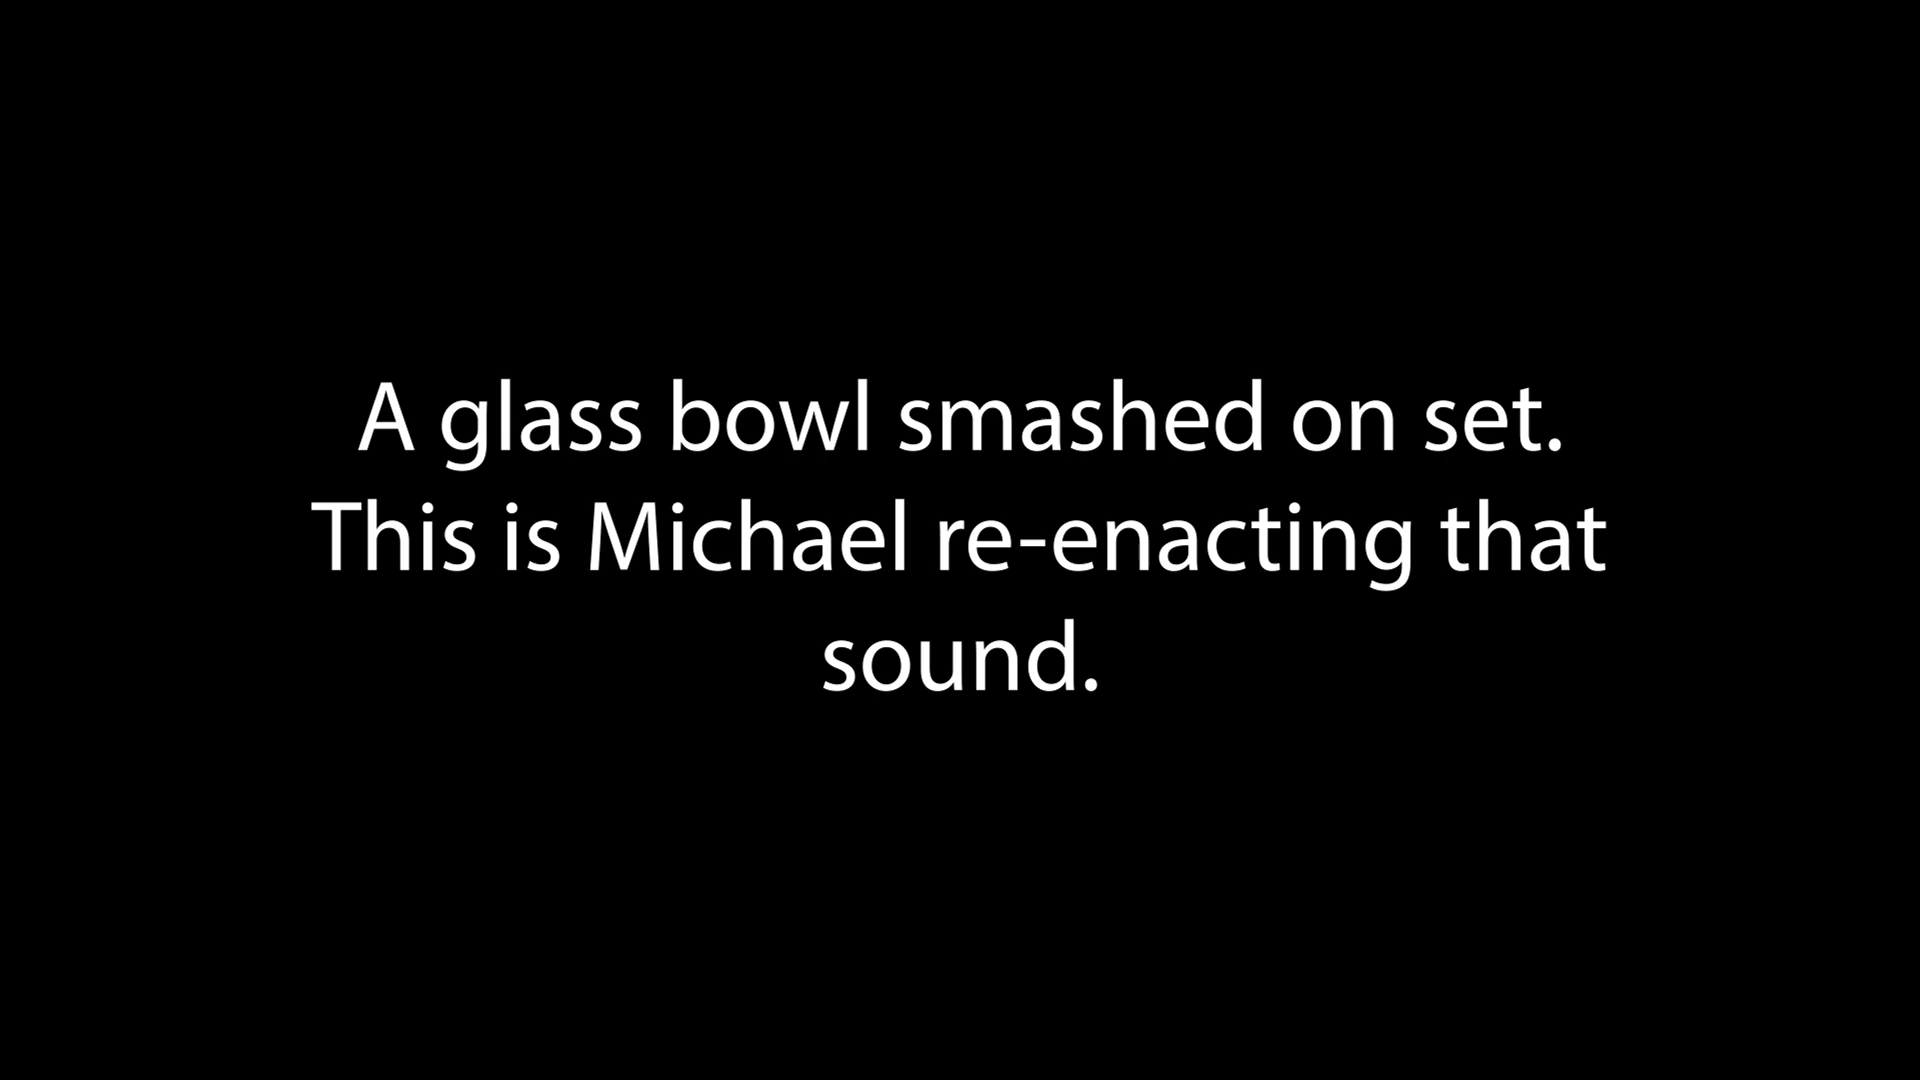 A glass bowl smashed on set.
This is Michael re-enacting that
sound.